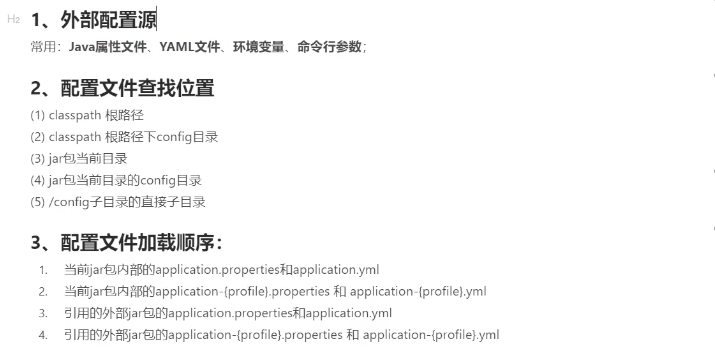 H₂ 1、外部配置源
常用：Java属性文件、YAML文件、环境变量、命令行参数；
2、配置文件查找位置
(1) classpath 根路径
(2) classpath 根路径下config目录
(3) jar包当前目录
(4) jar包当前目录的config目录
(5) /config子目录的直接子目录
3、配置文件加载顺序：
1. 当前jar包内部的application.properties和application.yml
2. 当前jar包内部的application-{profile}.properties 和 application-{profile}.yml
3. 引用的外部jar包的application.properties和application.yml
4. 引用的外部jar包的application-{profile}.properties 和 application-{profile}.yml